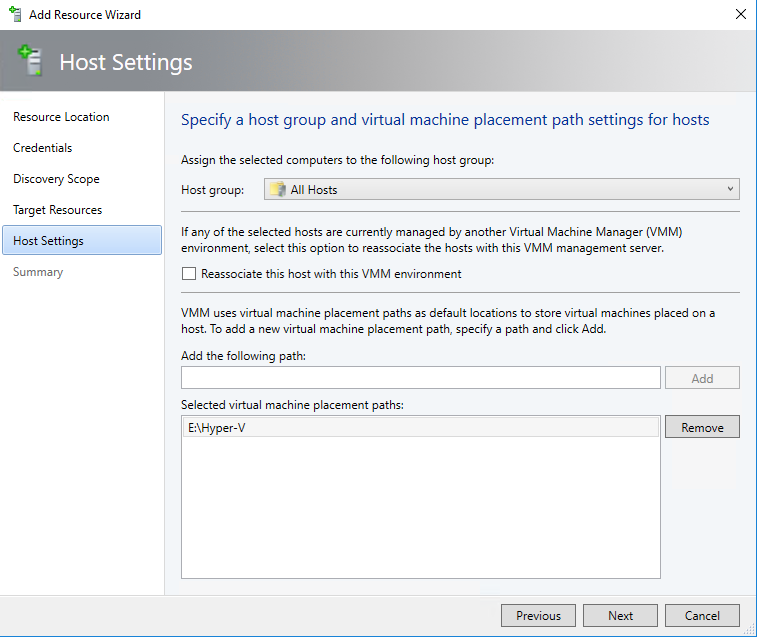 Add Resource Wizard
Host Settings
Resource Location
Credentials
Discovery Scope
Target Resources
Host Settings
Summary
Specify a host group and virtual machine placement path settings for hosts
Assign the selected computers to the following host group:
Host group: All Hosts
If any of the selected hosts are currently managed by another Virtual Machine Manager (VMM)
environment, select this option to reassociate the hosts with this VMM management server.
Reassociate this host with this VMM environment
VMM uses virtual machine placement paths as default locations to store virtual machines placed on a
host. To add a new virtual machine placement path, specify a path and click Add.
Add the following path:
Add
Selected virtual machine placement paths:
E:\Hyper-V
Remove
Previous Next Cancel